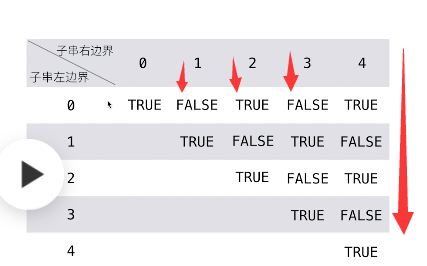 子串右边界
子串左边界
0 1 2 3 4
0 TRUE FALSE TRUE FALSE TRUE
1 TRUE FALSE TRUE FALSE
2 TRUE FALSE TRUE
3 TRUE FALSE
4 TRUE